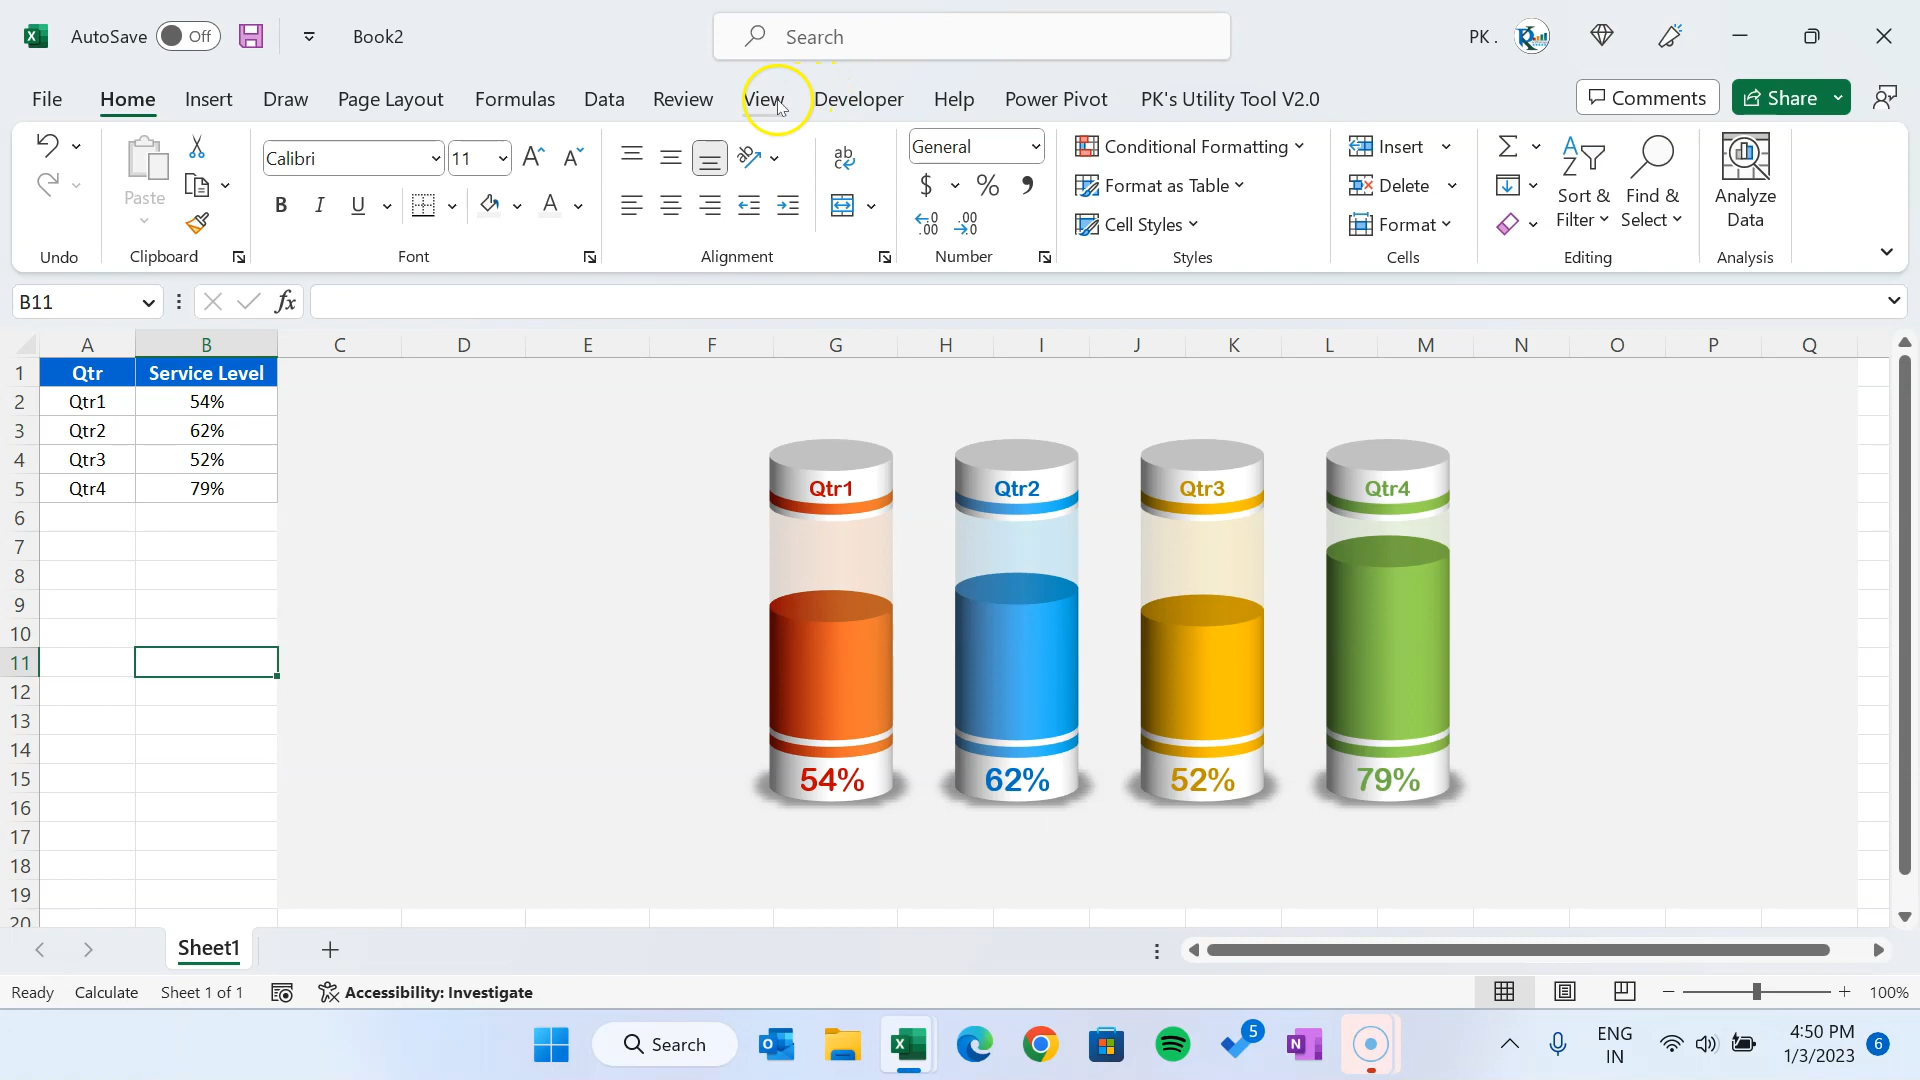 AutoSave Off Book2 Search PK .
File Home Insert Draw Page Layout Formulas Data Review View Developer Help Power Pivot PK's Utility Tool V2.0 Comments Share
Paste
Calibri 11
General
$ % ,
B I U
Conditional Formatting
Format as Table
Cell Styles
Insert
Delete
Format
Sort & Filter
Find & Select
Analyze Data
Undo Clipboard Font Alignment Number Styles Cells Editing Analysis
B11 fx
A B C D E F G H I J K L M N O P Q
1 Qtr Service Level
2 Qtr1 54%
3 Qtr2 62%
4 Qtr3 52%
5 Qtr4 79%
6
7
8
9
10
11
12
13
14
15
16
17
18
19
20
Qtr1 Qtr2 Qtr3 Qtr4
54% 62% 52% 79%
Sheet1
Ready Calculate Sheet 1 of 1 Accessibility: Investigate 100%
Search 5 ENG IN 4:50 PM 1/3/2023 6